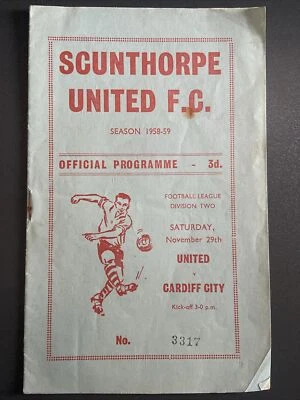 SCUNTHORPE
UNITED F.C.
SEASON 1958-59
OFFICIAL PROGRAMME - 3d.
FOOTBALL LEAGUE
DIVISION TWO
SATURDAY,
November 29th
UNITED
v
CARDIFF CITY
Kick-off 3-0 p.m.
No. 3317